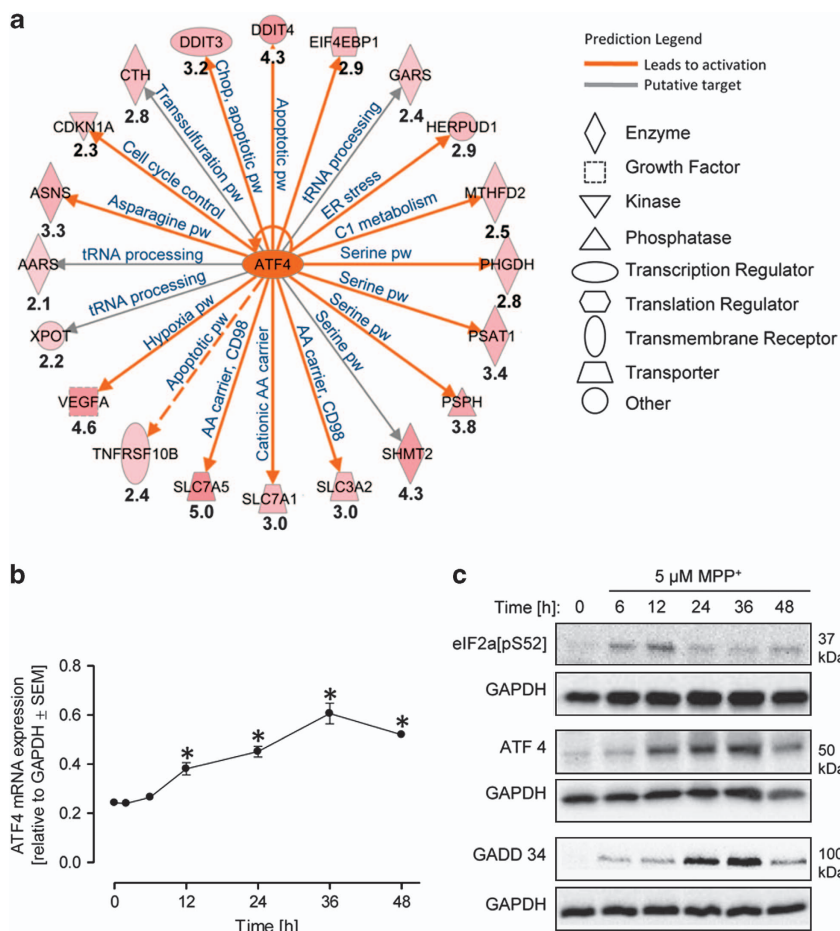 a
DDIT4
4.3
DDIT3
3.2
EIF4EBP1
2.9
CTH
2.8
GARS
2.4
CDKN1A
2.3
HERPUD1
2.9
ASNS
3.3
MTHFD2
2.5
AARS
2.1
PHGDH
2.8
XPOT
2.2
PSAT1
3.4
VEGFA
4.6
PSPH
3.8
TNFRSF10B
2.4
SHMT2
4.3
SLC7A5
5.0
SLC7A1
3.0
SLC3A2
3.0
ATF4
Transsulfuration pw
Chop, apoptotic pw
Apoptotic pw
tRNA processing
Cell cycle control
ER stress
Asparagine pw
C1 metabolism
tRNA processing
Serine pw
tRNA processing
Serine pw
Hypoxia pw
Serine pw
Apoptotic pw
Serine pw
AA carrier, CD98
Cationic AA carrier
AA carrier, CD98
Prediction Legend
Leads to activation
Putative target
Enzyme
Growth Factor
Kinase
Phosphatase
Transcription Regulator
Translation Regulator
Transmembrane Receptor
Transporter
Other
b
ATF4 mRNA expression
[relative to GAPDH ± SEM]
0.8
0.6
0.4
0.2
0.0
*
*
*
*
0 12 24 36 48
Time [h]
c
5 µM MPP+
Time [h]: 0 6 12 24 36 48
eIF2a[pS52]
37
kDa
GAPDH
ATF 4
50
kDa
GAPDH
GADD 34
100
kDa
GAPDH